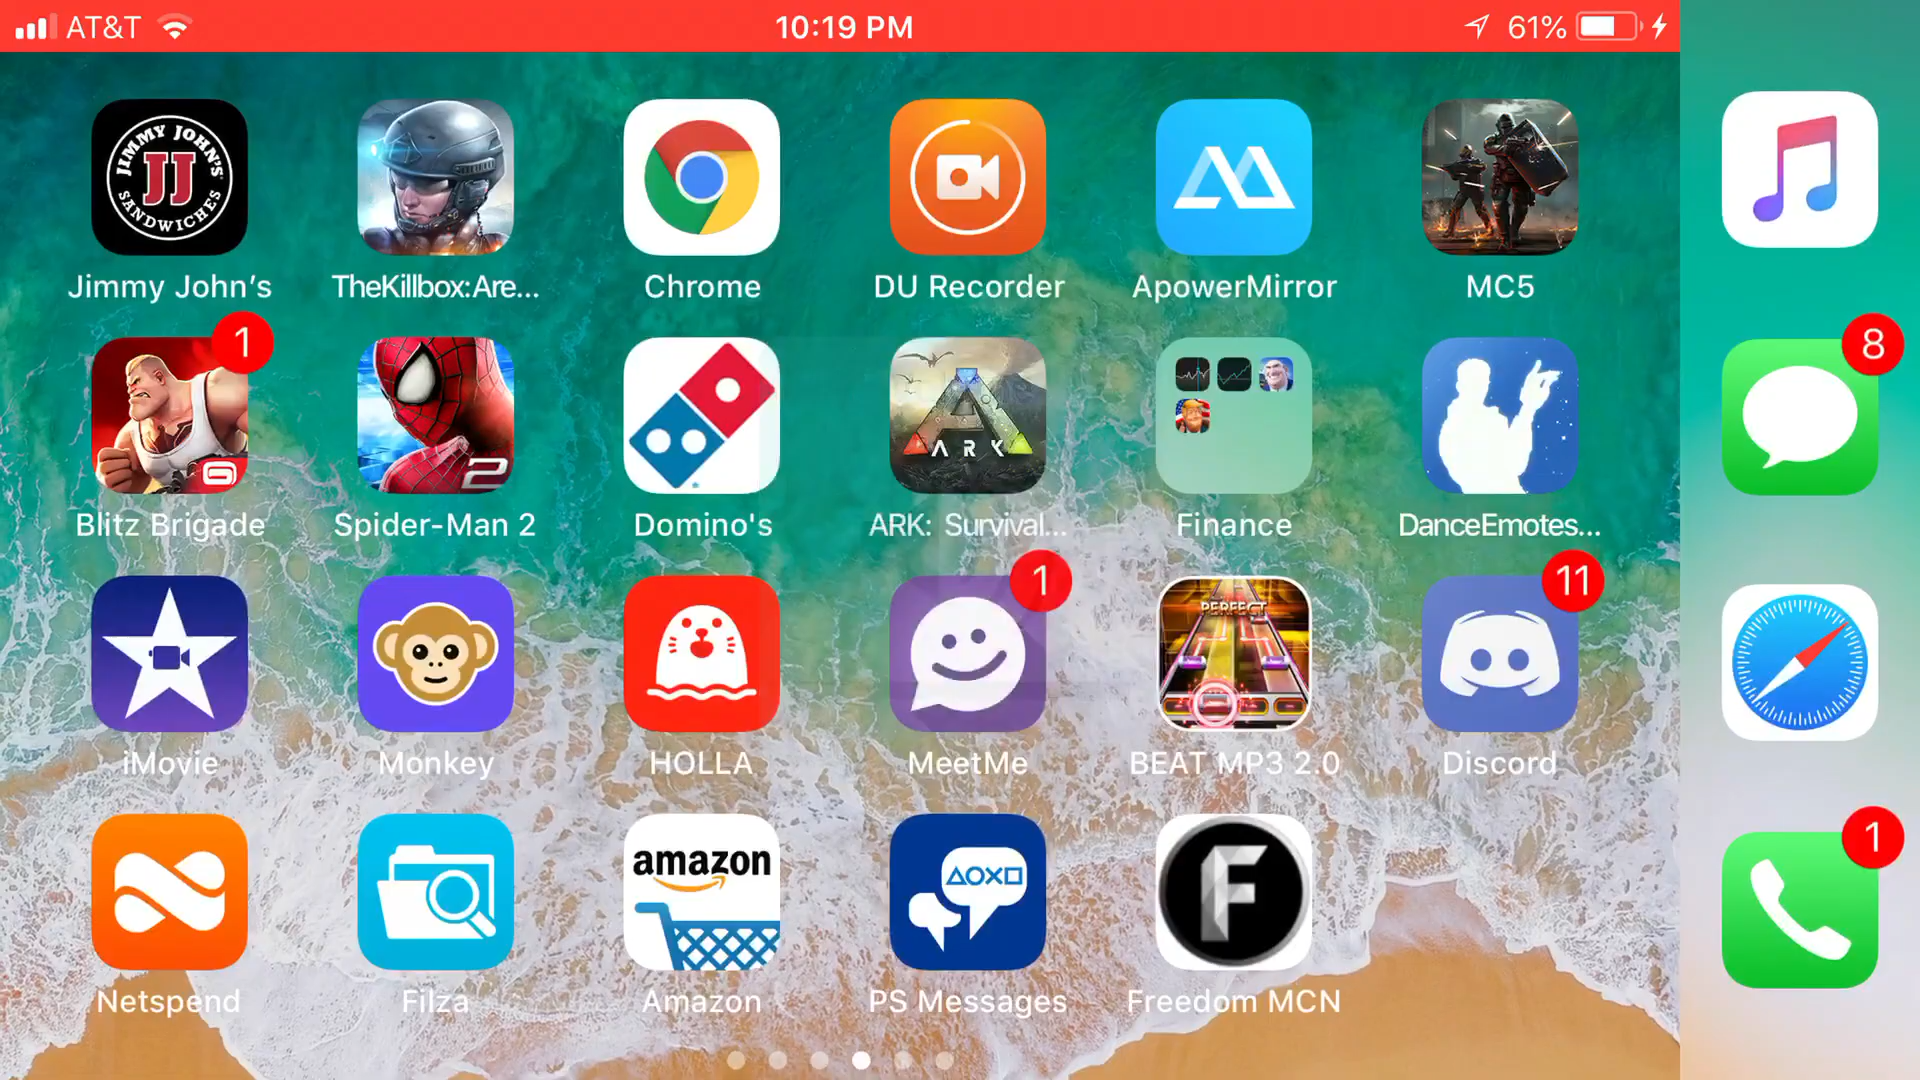 AT&T 10:19 PM 61%
JIMMY JOHN'S
JJ
SANDWICHES
Jimmy John's TheKillbox:Are... Chrome DU Recorder ApowerMirror MC5
1 8
2
ARK
Blitz Brigade Spider-Man 2 Domino's ARK: Survival... Finance DanceEmotes...
1 11
PERFECT
iMovie Monkey HOLLA MeetMe BEAT MP3 2.0 Discord
1
amazon
F
Netspend Filza Amazon PS Messages Freedom MCN